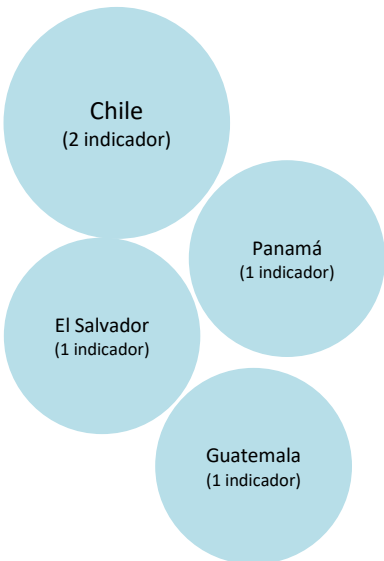 Chile
(2 indicador)
Panamá
(1 indicador)
El Salvador
(1 indicador)
Guatemala
(1 indicador)